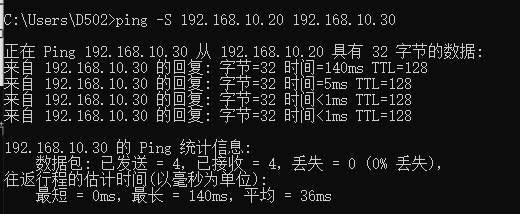 C:\Users\D502>ping -S 192.168.10.20 192.168.10.30
正在 Ping 192.168.10.30 从 192.168.10.20 具有 32 字节的数据:
来自 192.168.10.30 的回复: 字节=32 时间=140ms TTL=128
来自 192.168.10.30 的回复: 字节=32 时间=5ms TTL=128
来自 192.168.10.30 的回复: 字节=32 时间<1ms TTL=128
来自 192.168.10.30 的回复: 字节=32 时间<1ms TTL=128
192.168.10.30 的 Ping 统计信息:
数据包: 已发送 = 4，已接收 = 4，丢失 = 0 (0% 丢失)，
往返行程的估计时间(以毫秒为单位):
最短 = 0ms，最长 = 140ms，平均 = 36ms